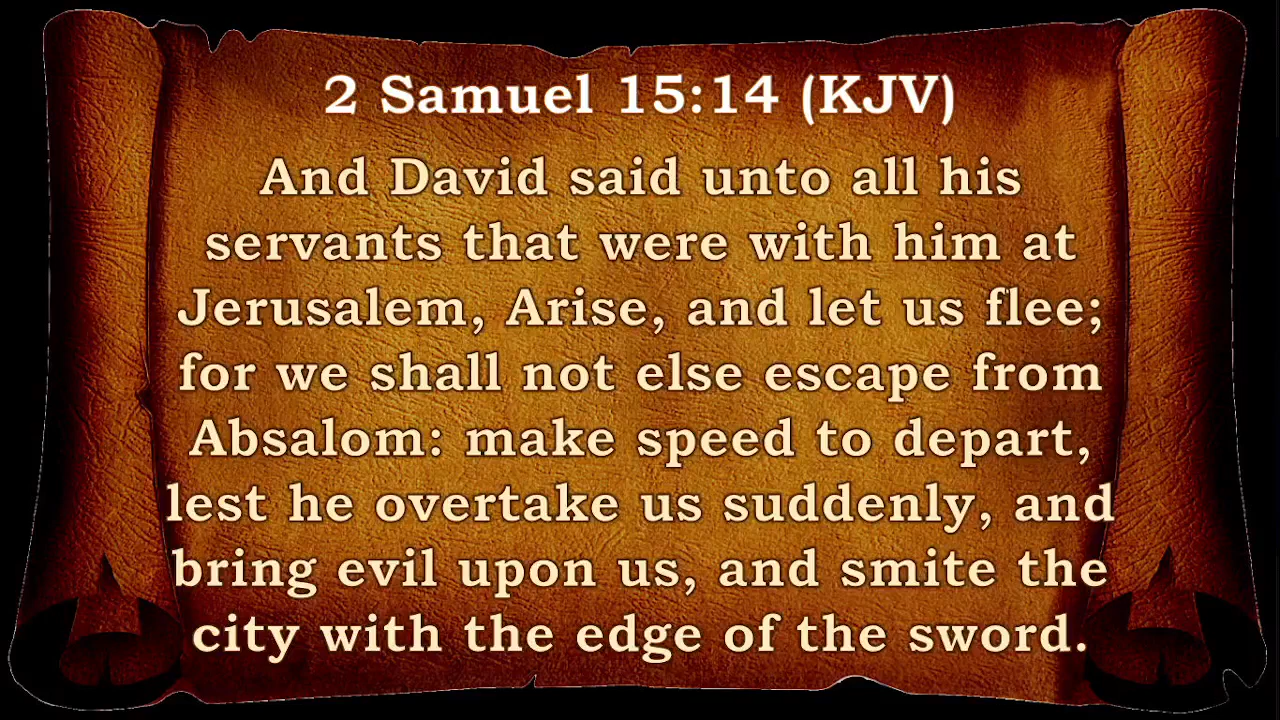 2 Samuel 15:14 (KJV)
And David said unto all his
servants that were with him at
Jerusalem, Arise, and let us flee;
for we shall not else escape from
Absalom: make speed to depart,
lest he overtake us suddenly, and
bring evil upon us, and smite the
city with the edge of the sword.